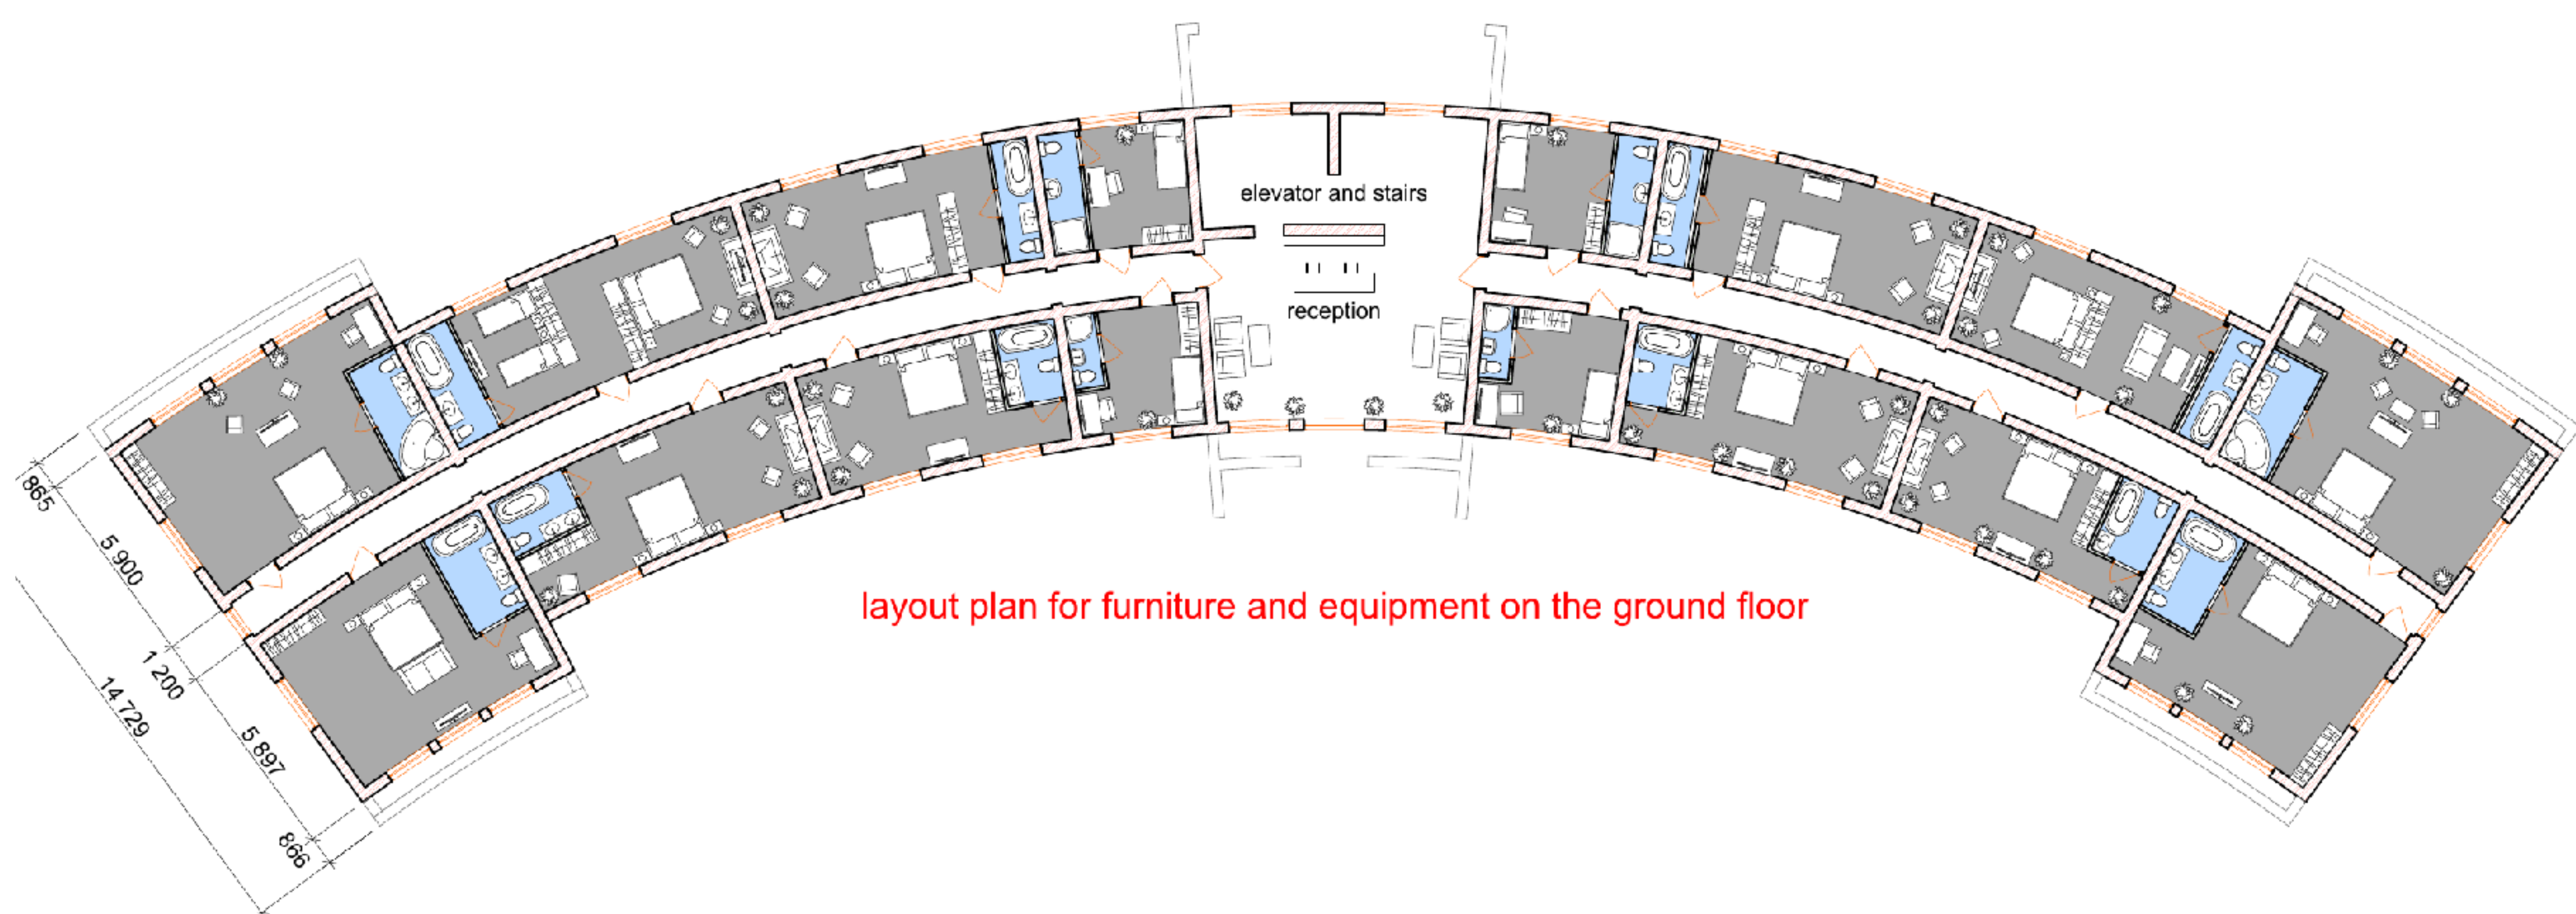 elevator and stairs
reception
layout plan for furniture and equipment on the ground floor
865
5 900
1 200
14 729
5 897
866